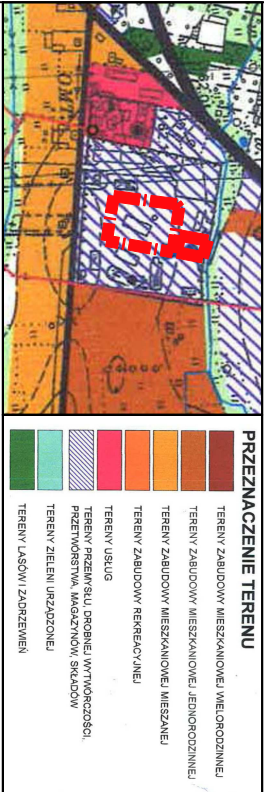 PRZEZNACZENIE TERENU
TERENY ZABUDOWY MIESZKANIOWEJ WIELORODZINNEJ
TERENY ZABUDOWY MIESZKANIOWEJ JEDNORODZINNEJ
TERENY ZABUDOWY MIESZKANIOWEJ MIESZANEJ
TERENY ZABUDOWY REKREACYJNEJ
TERENY USŁUG
TERENY PRZEMYSŁU, DROBNEJ WYTWÓRCZOŚCI,
PRZETWÓRSTWA, MAGAZYNÓW, SKŁADÓW
TERENY ZIELENI URZĄDZONEJ
TERENY LASÓW I ZADRZEWIEŃ